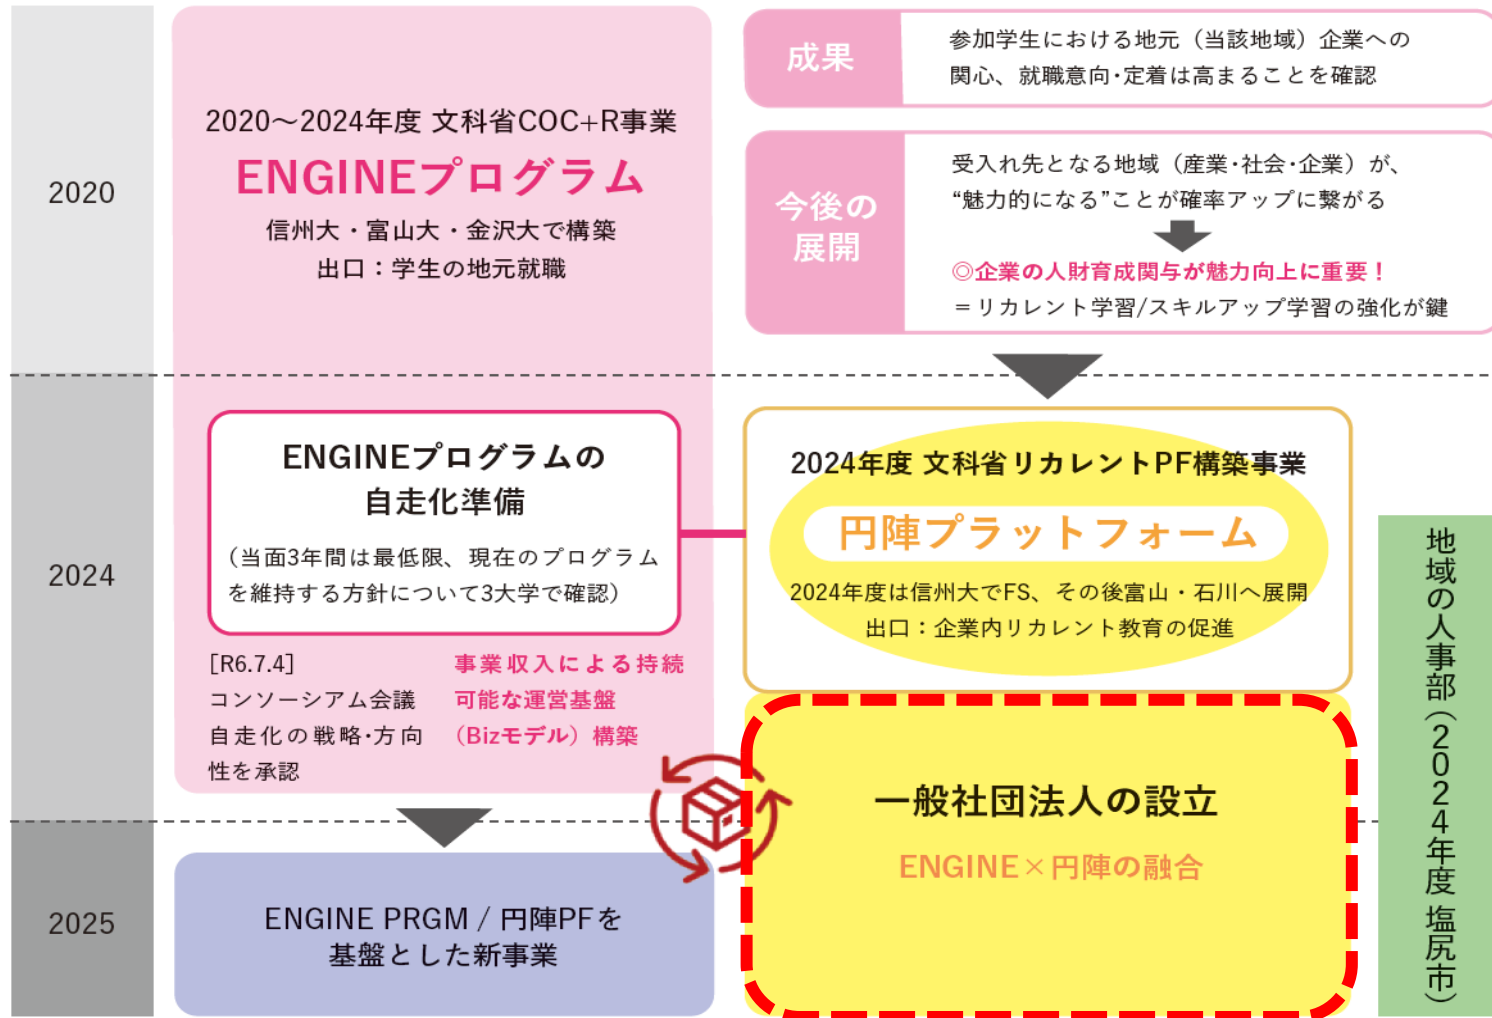 2020
2020～2024年度 文科省COC+R事業
ENGINEプログラム
信州大・富山大・金沢大で構築
出口：学生の地元就職
成果
参加学生における地元（当該地域）企業への
関心、就職意向･定着は高まることを確認
今後の
展開
受入れ先となる地域（産業･社会･企業）が、
“魅力的になる”ことが確率アップに繋がる
◎企業の人財育成関与が魅力向上に重要！
＝リカレント学習/スキルアップ学習の強化が鍵
2024
ENGINEプログラムの
自走化準備
（当面3年間は最低限、現在のプログラム
を維持する方針について3大学で確認）
[R6.7.4]
コンソーシアム会議
自走化の戦略･方向
性を承認
事業収入による持続
可能な運営基盤
（Bizモデル）構築
2024年度 文科省リカレントPF構築事業
円陣プラットフォーム
2024年度は信州大でFS、その後富山・石川へ展開
出口：企業内リカレント教育の促進
一般社団法人の設立
ENGINE×円陣の融合
地域の人事部（2024年度 塩尻市）
2025
ENGINE PRGM / 円陣PFを
基盤とした新事業